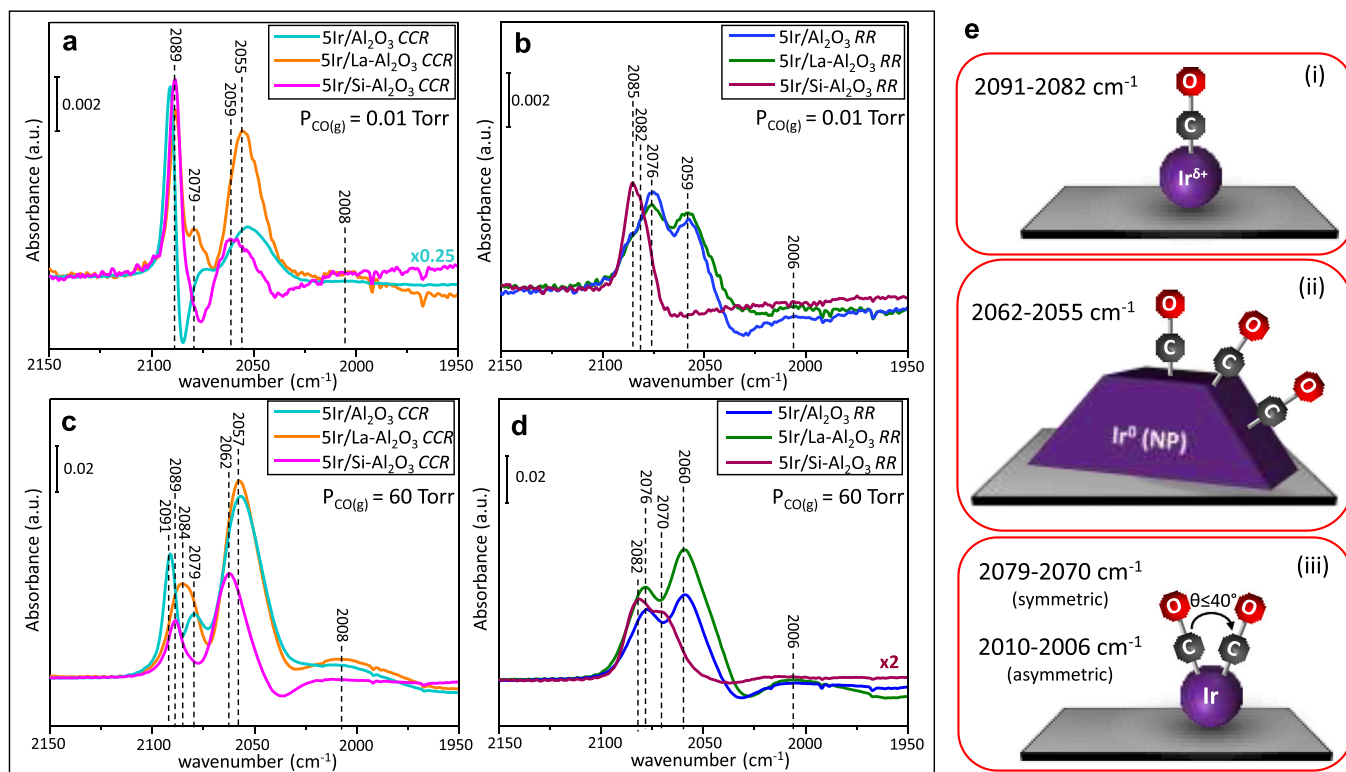 a
5Ir/Al₂O₃ CCR
5Ir/La-Al₂O₃ CCR
5Ir/Si-Al₂O₃ CCR
P_CO(g) = 0.01 Torr
0.002
2089
2079
2059
2055
2008
x0.25
Absorbance (a.u.)
2150 2100 2050 2000 1950
wavenumber (cm⁻¹)
b
5Ir/Al₂O₃ RR
5Ir/La-Al₂O₃ RR
5Ir/Si-Al₂O₃ RR
P_CO(g) = 0.01 Torr
0.002
2085
2082
2076
2059
2006
Absorbance (a.u.)
2150 2100 2050 2000 1950
wavenumber (cm⁻¹)
c
5Ir/Al₂O₃ CCR
5Ir/La-Al₂O₃ CCR
5Ir/Si-Al₂O₃ CCR
P_CO(g) = 60 Torr
0.02
2091
2089
2084
2079
2062
2057
2008
Absorbance (a.u.)
2150 2100 2050 2000 1950
wavenumber (cm⁻¹)
d
5Ir/Al₂O₃ RR
5Ir/La-Al₂O₃ RR
5Ir/Si-Al₂O₃ RR
P_CO(g) = 60 Torr
0.02
2082
2076
2070
2060
2006
x2
Absorbance (a.u.)
2150 2100 2050 2000 1950
wavenumber (cm⁻¹)
e
(i)
2091-2082 cm⁻¹
O
C
Ir^δ+
(ii)
2062-2055 cm⁻¹
O
C
O
C
O
C
Ir⁰ (NP)
(iii)
2079-2070 cm⁻¹
(symmetric)
2010-2006 cm⁻¹
(asymmetric)
θ≤40°
O O
C C
Ir